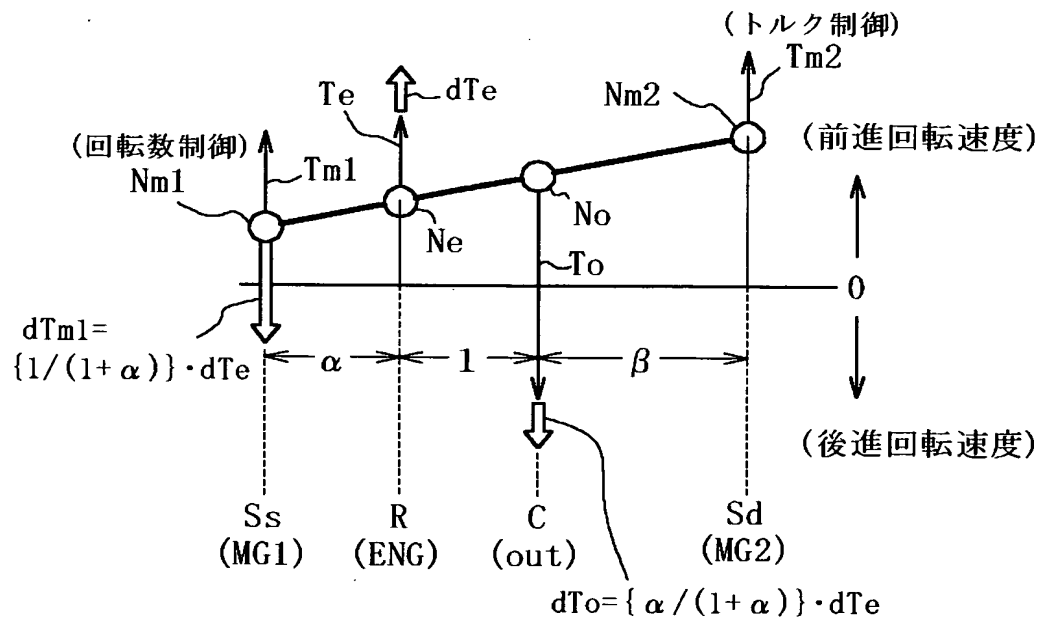 (トルク制御)
Tm2
Te
dTe
Nm2
(回転数制御)
Nm1
Tm1
(前進回転速度)
Ne
No
To
0
dTm1=
{1/(1+α)}・dTe
α
1
β
(後進回転速度)
Ss
(MG1)
R
(ENG)
C
(out)
Sd
(MG2)
dTo={α/(1+α)}・dTe